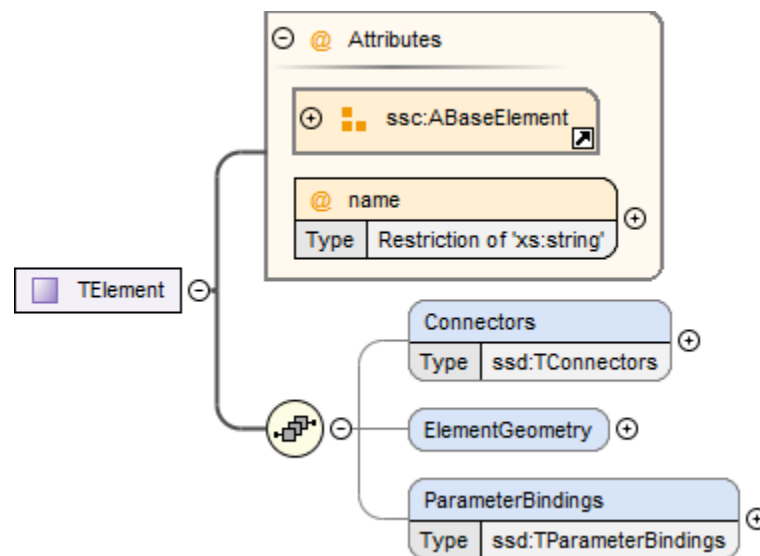 @ Attributes
ssc:ABaseElement
@ name
Type Restriction of 'xs:string'
TElement
Connectors
Type ssd:TConnectors
ElementGeometry
ParameterBindings
Type ssd:TParameterBindings